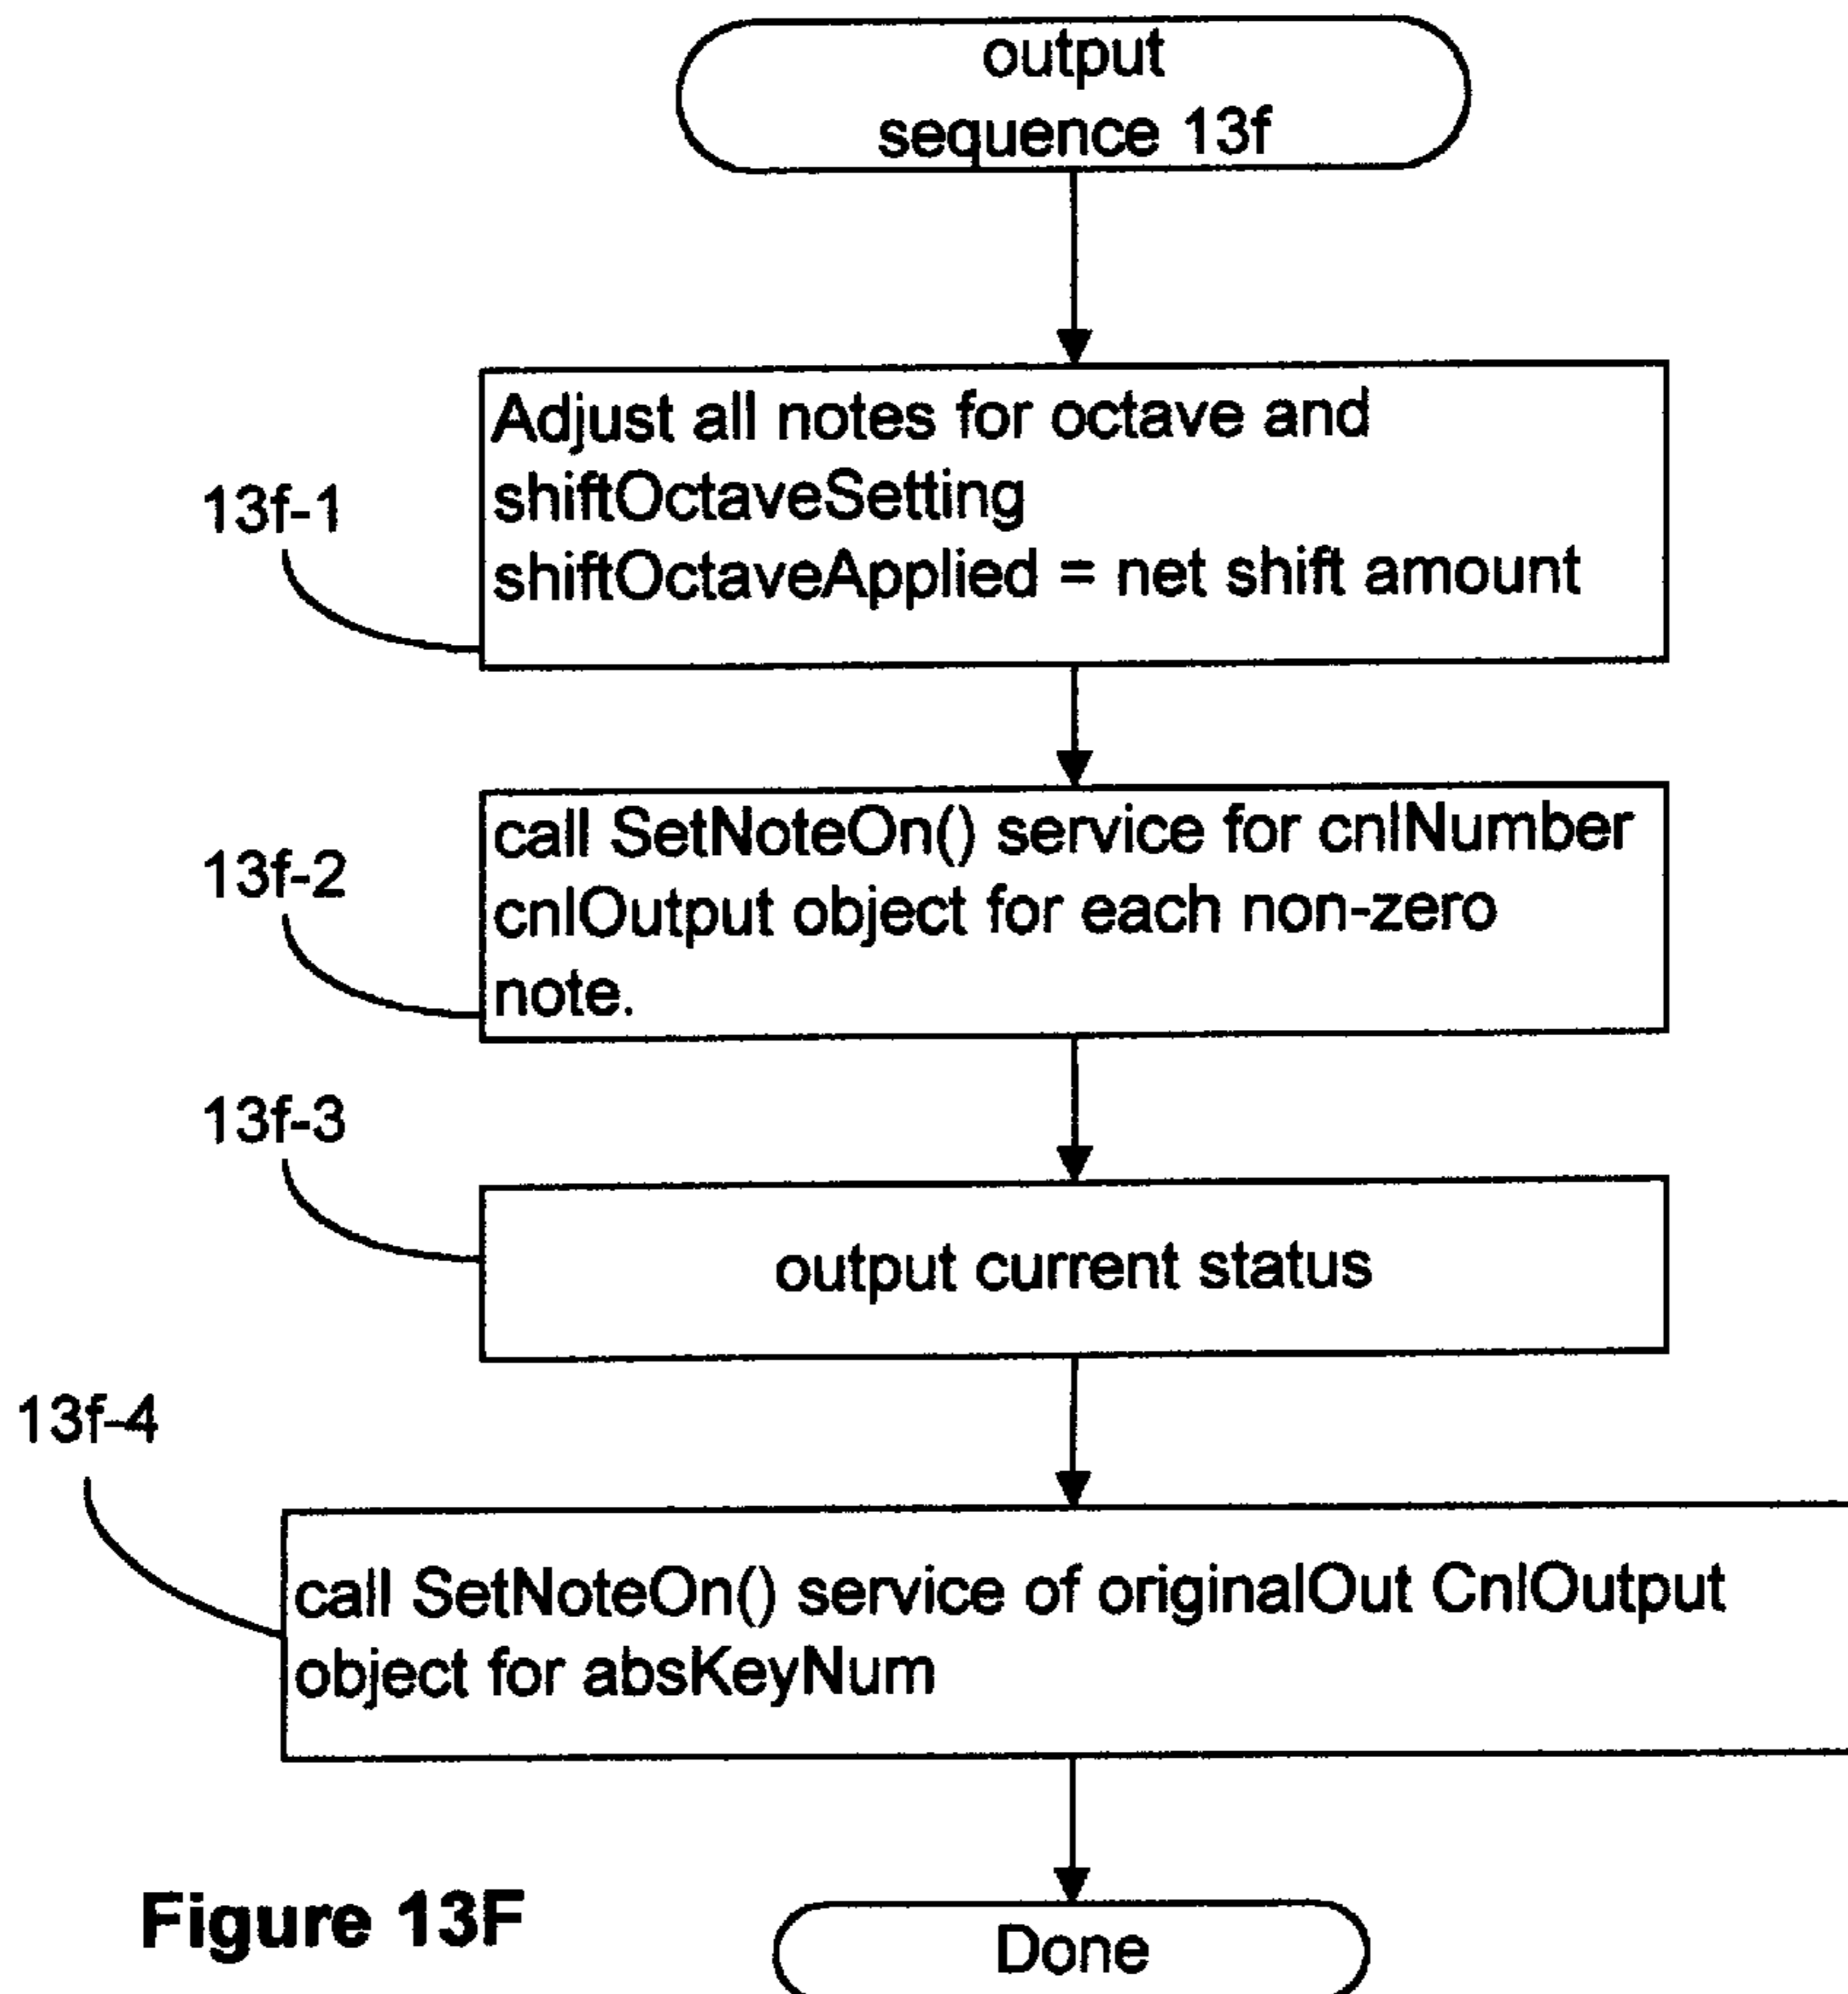 output
sequence 13f
Adjust all notes for octave and
shiftOctaveSetting
shiftOctaveApplied = net shift amount
13f-1
call SetNoteOn() service for cnlNumber
cnlOutput object for each non-zero
note.
13f-2
13f-3
output current status
13f-4
call SetNoteOn() service of originalOut CnlOutput
object for absKeyNum
Figure 13F
Done